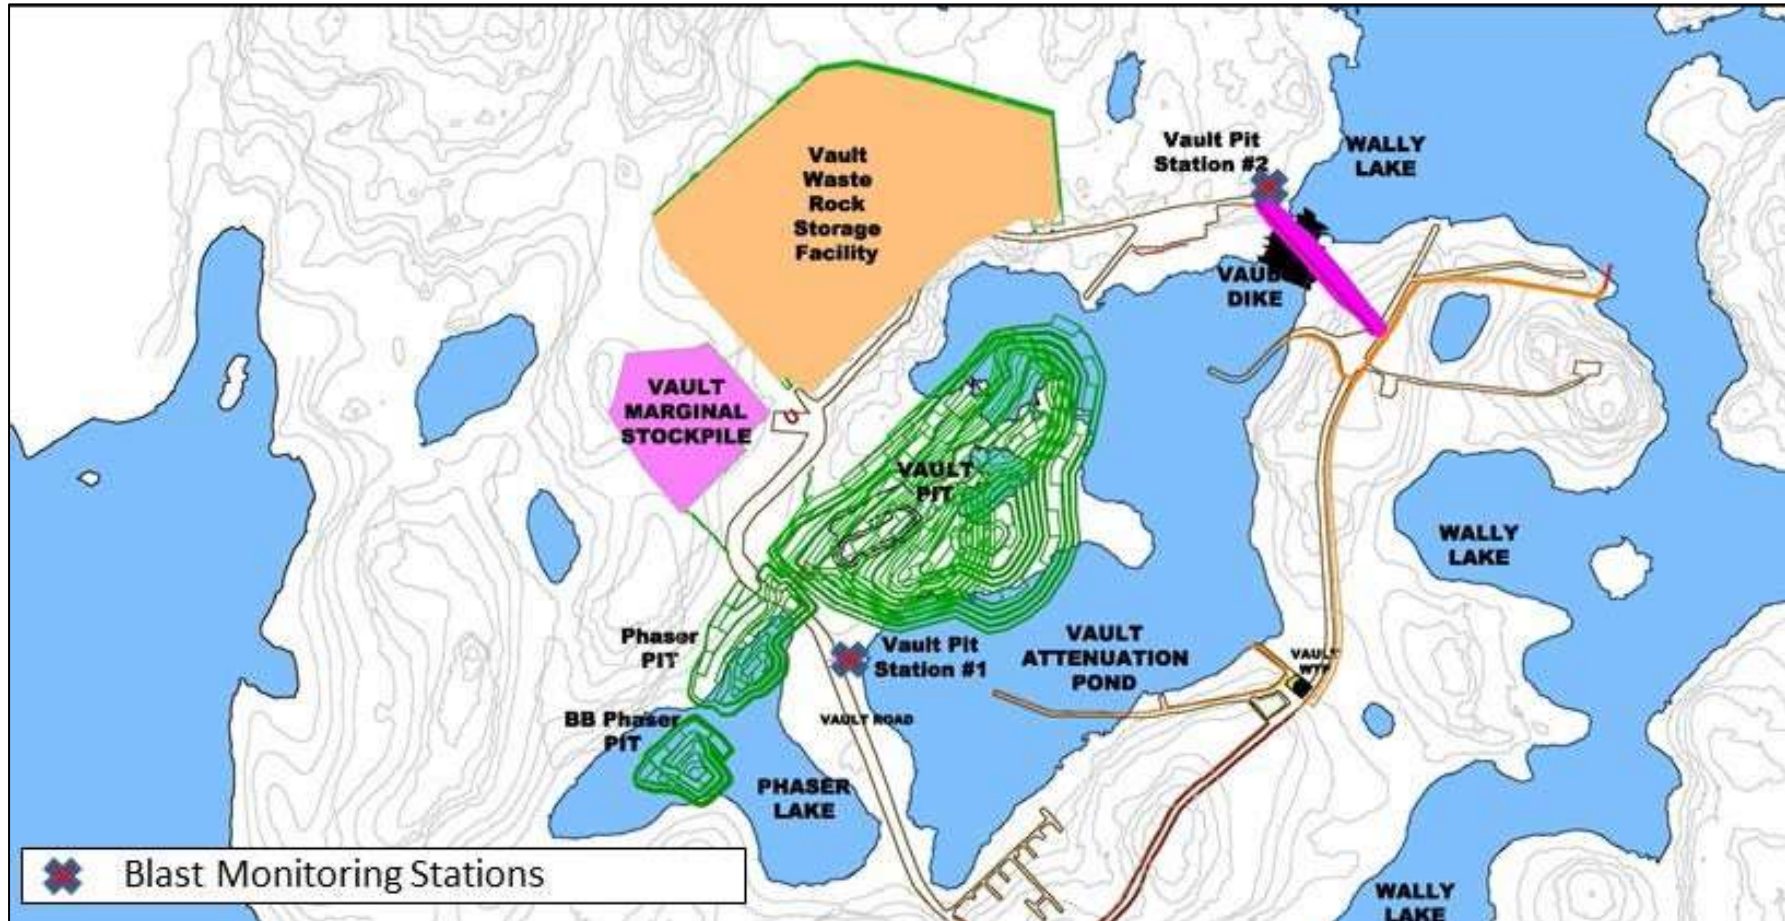 Vault
Waste
Rock
Storage
Facility
Vault Pit
Station #2
WALLY
LAKE
DIKE
VAULT
MARGINAL
STOCKPILE
VAULT
PIT
WALLY
LAKE
Phaser
PIT
Vault Pit
Station #1
VAULT
ATTENUATION
POND
VAULT
WTP
BB Phaser
PIT
VAULT ROAD
PHASER
LAKE
Blast Monitoring Stations
WALLY
LAKE